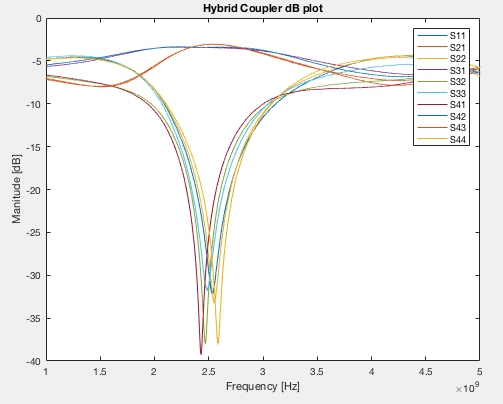 Hybrid Coupler dB plot
0
-5
-10
-15
-20
-25
-30
-35
-40
Manitude [dB]
1
1.5
2
2.5
3
3.5
4
4.5
5
×10⁹
Frequency [Hz]
S11
S21
S22
S31
S32
S33
S41
S42
S43
S44